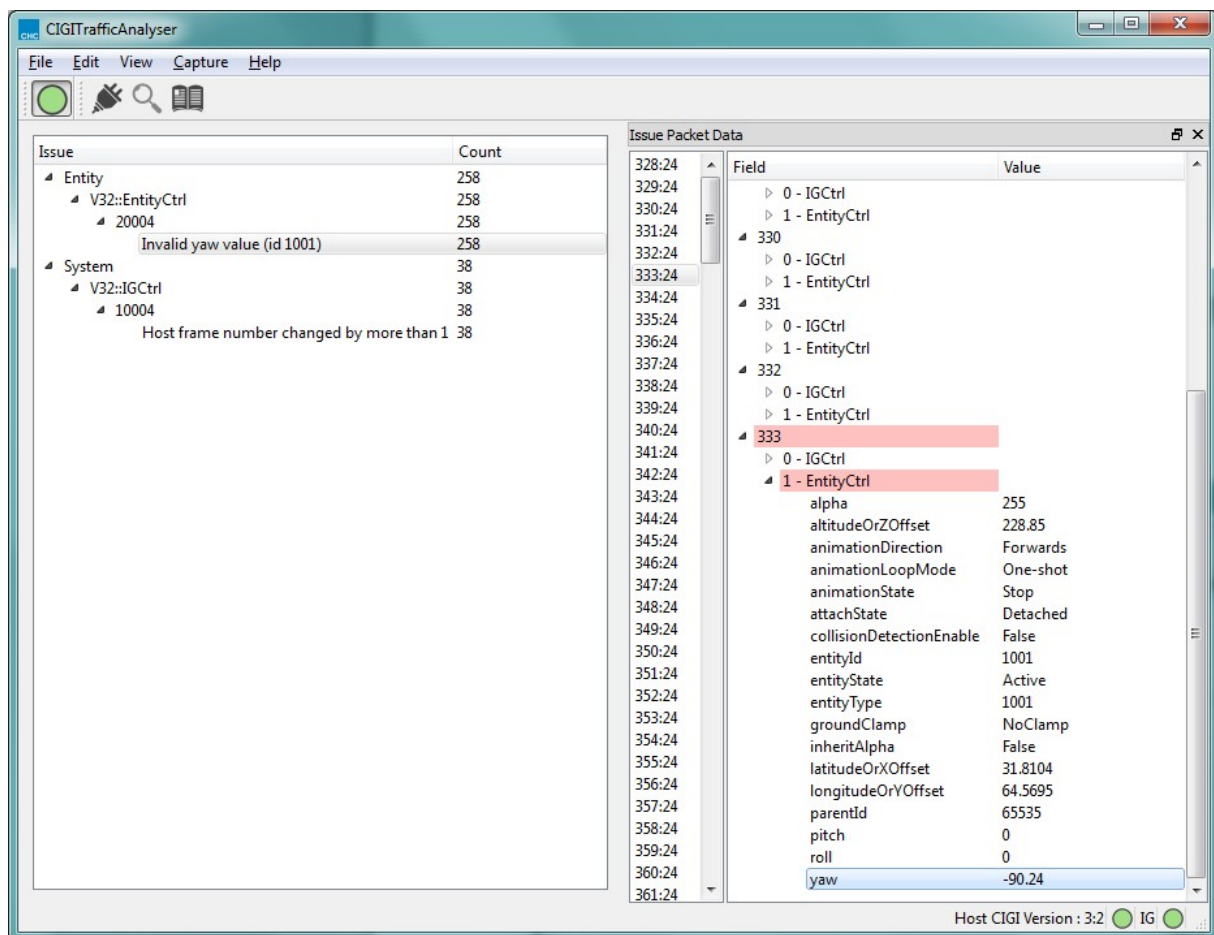 CHC CIGITrafficAnalyser
File Edit View Capture Help
Issue Count
Entity 258
V32::EntityCtrl 258
20004 258
Invalid yaw value (id 1001) 258
System 38
V32::IGCtrl 38
10004 38
Host frame number changed by more than 1 38
Issue Packet Data
328:24
329:24
330:24
331:24
332:24
333:24
334:24
335:24
336:24
337:24
338:24
339:24
340:24
341:24
342:24
343:24
344:24
345:24
346:24
347:24
348:24
349:24
350:24
351:24
352:24
353:24
354:24
355:24
356:24
357:24
358:24
359:24
360:24
361:24
Field Value
0 - IGCtrl
1 - EntityCtrl
330
0 - IGCtrl
1 - EntityCtrl
331
0 - IGCtrl
1 - EntityCtrl
332
0 - IGCtrl
1 - EntityCtrl
333
0 - IGCtrl
1 - EntityCtrl
alpha 255
altitudeOrZOffset 228.85
animationDirection Forwards
animationLoopMode One-shot
animationState Stop
attachState Detached
collisionDetectionEnable False
entityId 1001
entityState Active
entityType 1001
groundClamp NoClamp
inheritAlpha False
latitudeOrXOffset 31.8104
longitudeOrYOffset 64.5695
parentId 65535
pitch 0
roll 0
yaw -90.24
Host CIGI Version : 3:2 IG